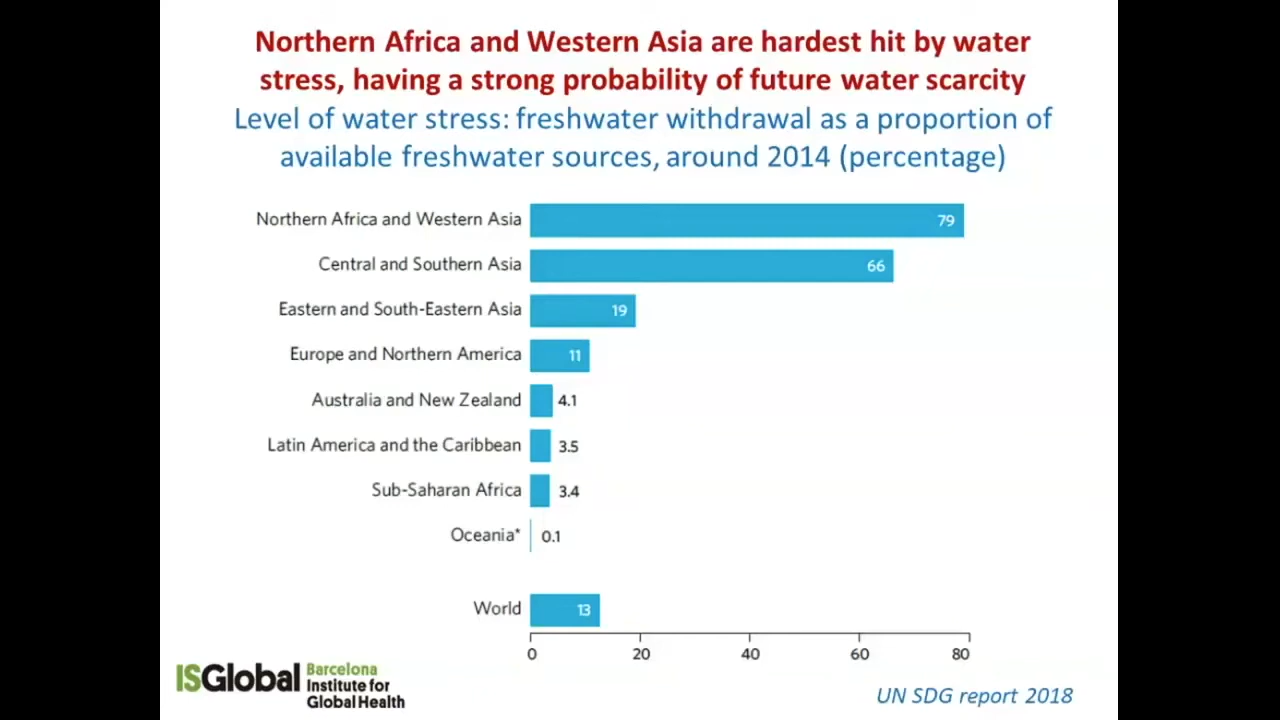 Northern Africa and Western Asia are hardest hit by water
stress, having a strong probability of future water scarcity
Level of water stress: freshwater withdrawal as a proportion of
available freshwater sources, around 2014 (percentage)
Northern Africa and Western Asia 79
Central and Southern Asia 66
Eastern and South-Eastern Asia 19
Europe and Northern America 11
Australia and New Zealand 4.1
Latin America and the Caribbean 3.5
Sub-Saharan Africa 3.4
Oceania* 0.1
World 13
0 20 40 60 80
ISGlobal Barcelona
Institute for
Global Health
UN SDG report 2018